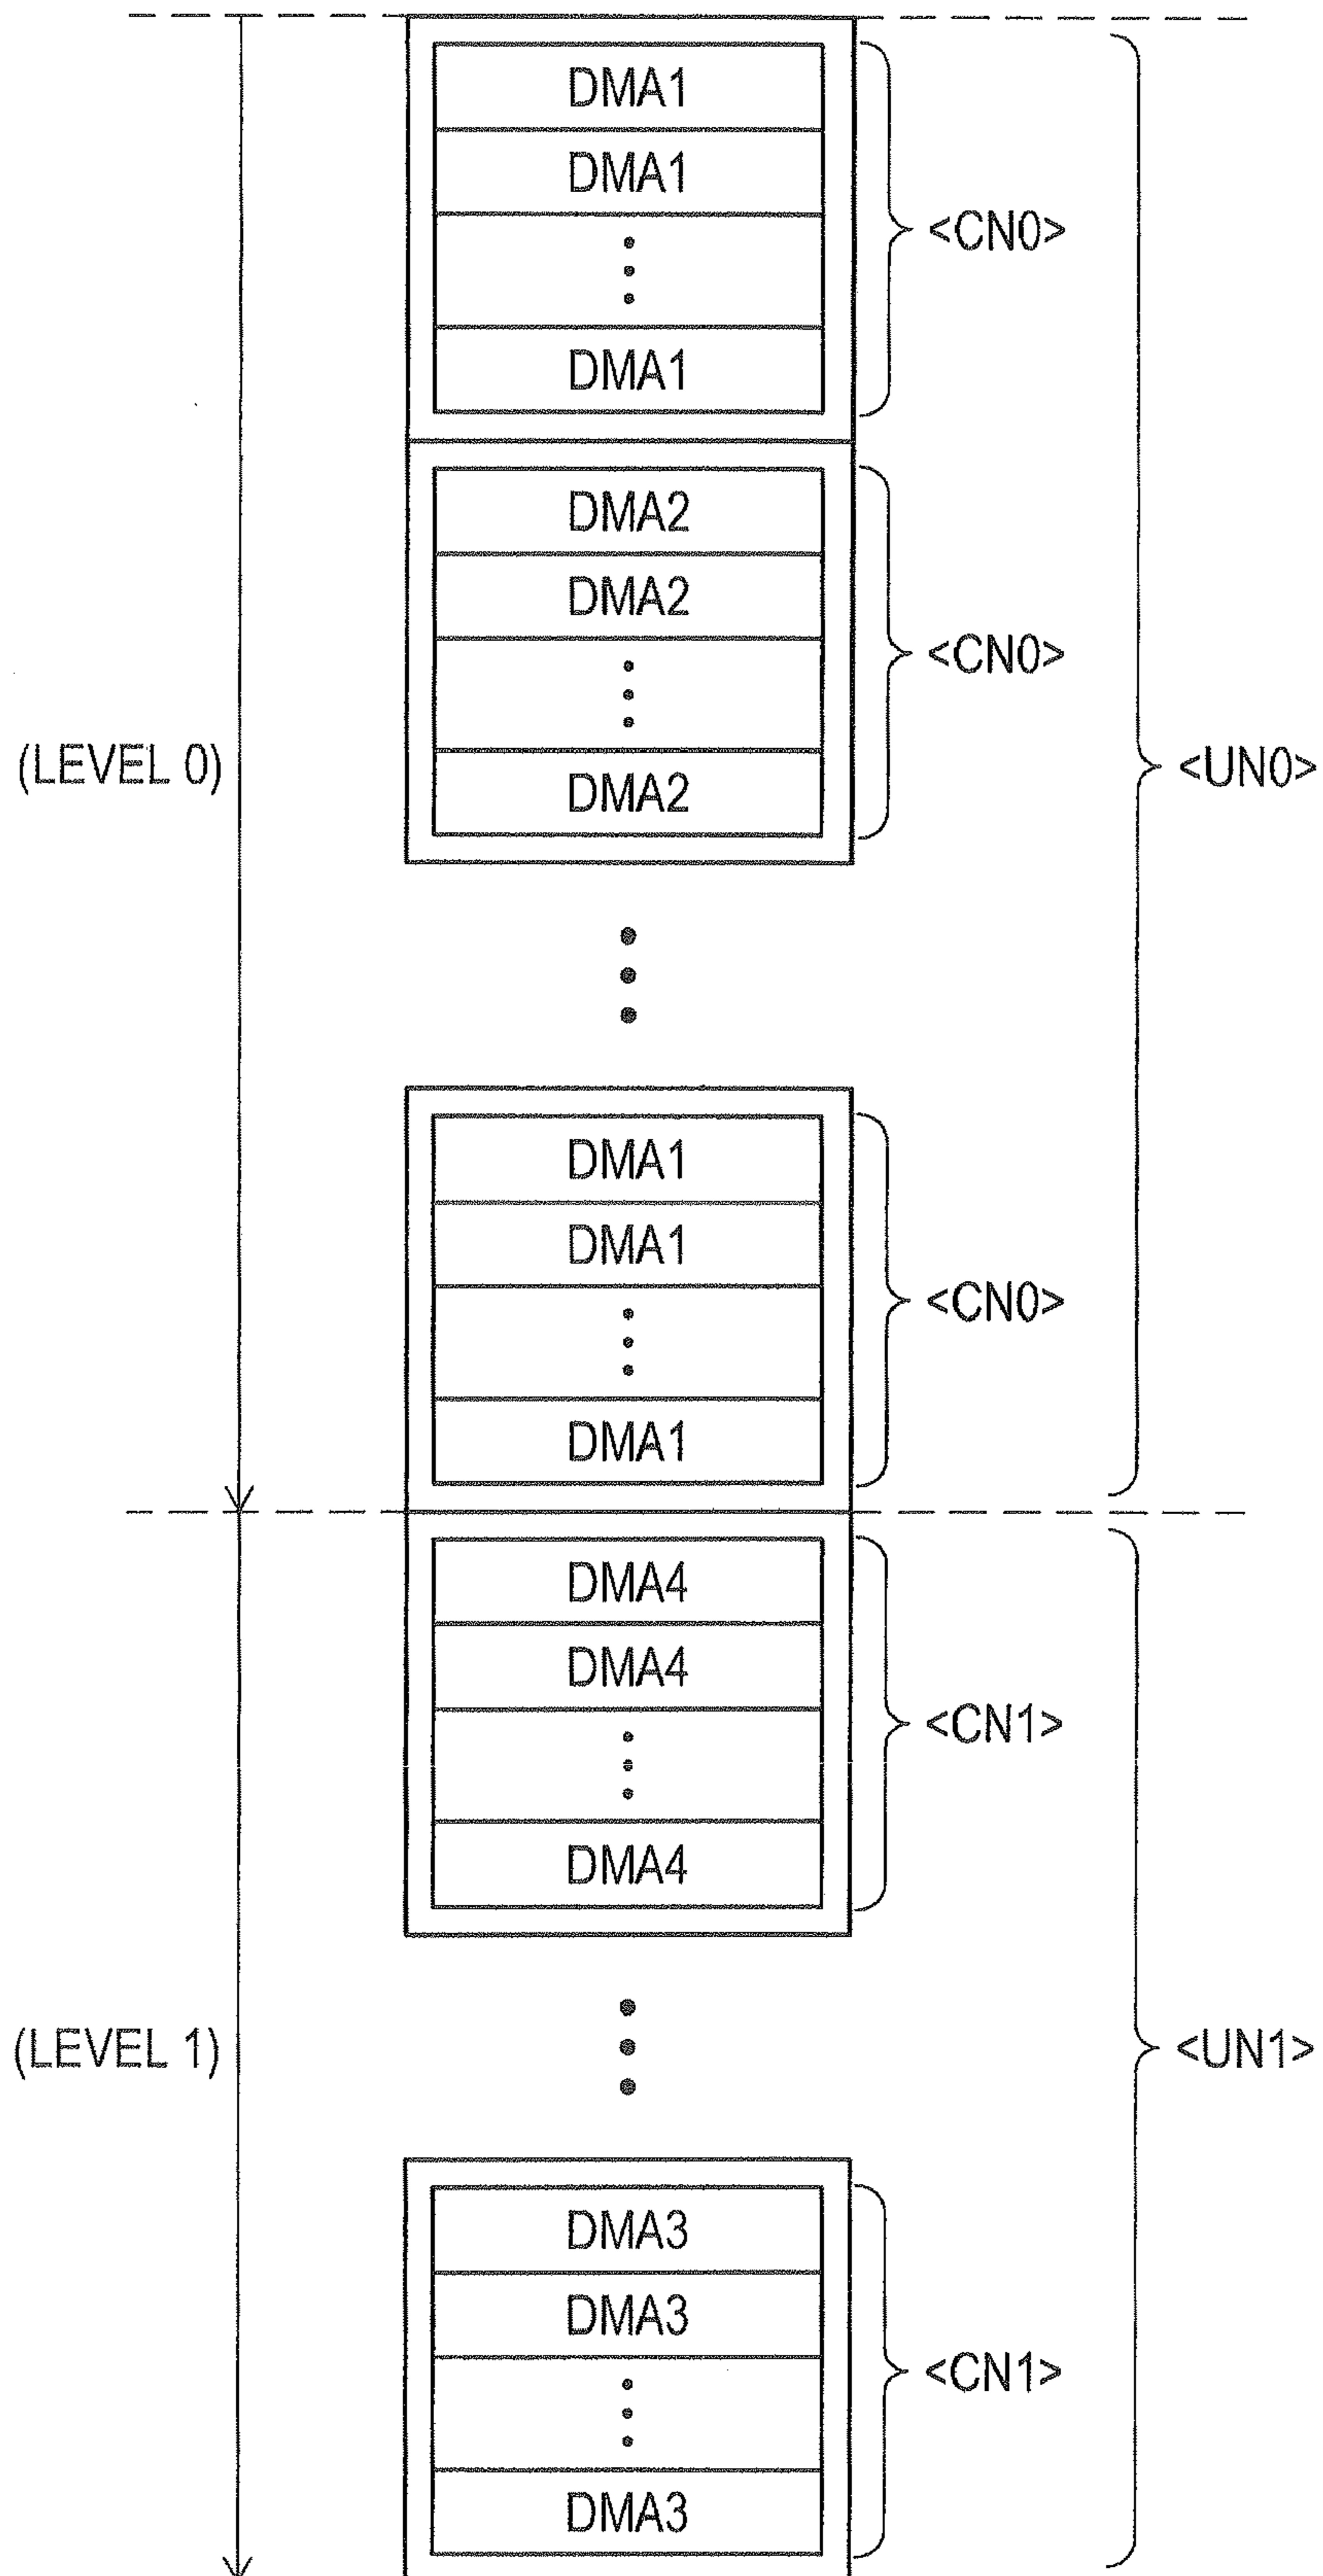 DMA1
DMA1
<CN0>
DMA1
DMA2
DMA2
<CN0>
(LEVEL 0)
<UN0>
DMA2
DMA1
DMA1
<CN0>
DMA1
DMA4
DMA4
<CN1>
DMA4
(LEVEL 1)
<UN1>
DMA3
DMA3
<CN1>
DMA3